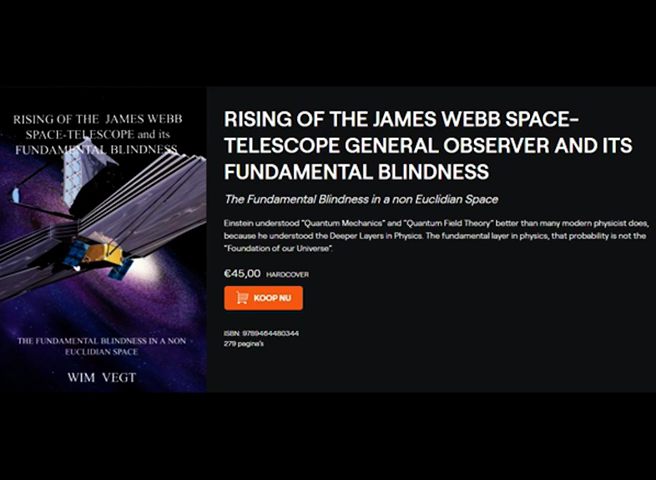 RISING OF THE JAMES WEBB
SPACE-TELESCOPE and its
FUNDAMENTAL BLINDNESS
THE FUNDAMENTAL BLINDNESS IN A NON
EUCLIDIAN SPACE
WIM VEGT
RISING OF THE JAMES WEBB SPACE-
TELESCOPE GENERAL OBSERVER AND ITS
FUNDAMENTAL BLINDNESS
The Fundamental Blindness in a non Euclidian Space
Einstein understood "Quantum Mechanics" and "Quantum Field Theory" better than many modern physicist does,
because he understood the Deeper Layers in Physics. The fundamental layer in physics, that probability is not the
"Foundation of our Universe".
€45,00 HARDCOVER
KOOP NU
ISBN: 9789464480344
279 pagina's